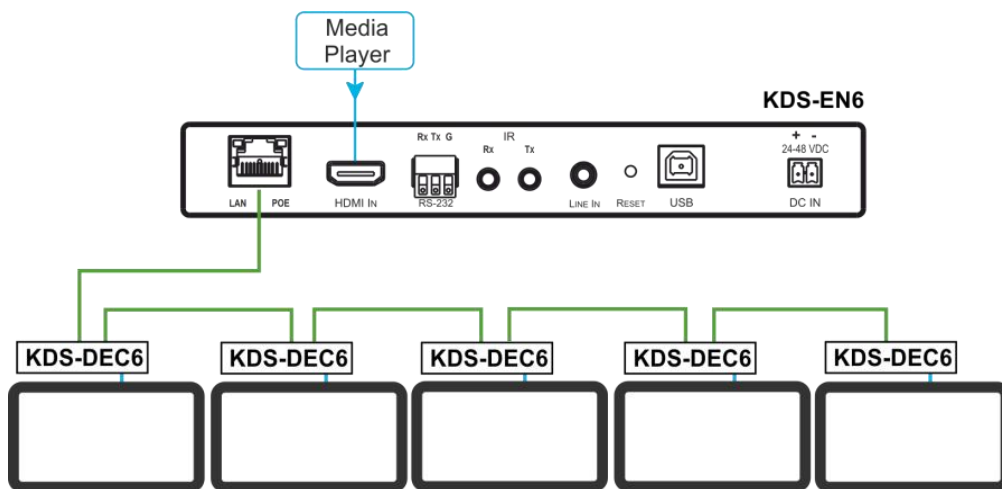 Media
Player
KDS-EN6
Rx Tx G
IR
Rx
Tx
+ -
24-48 VDC
LAN
POE
HDMI IN
RS-232
LINE IN
RESET
USB
DC IN
KDS-DEC6
KDS-DEC6
KDS-DEC6
KDS-DEC6
KDS-DEC6